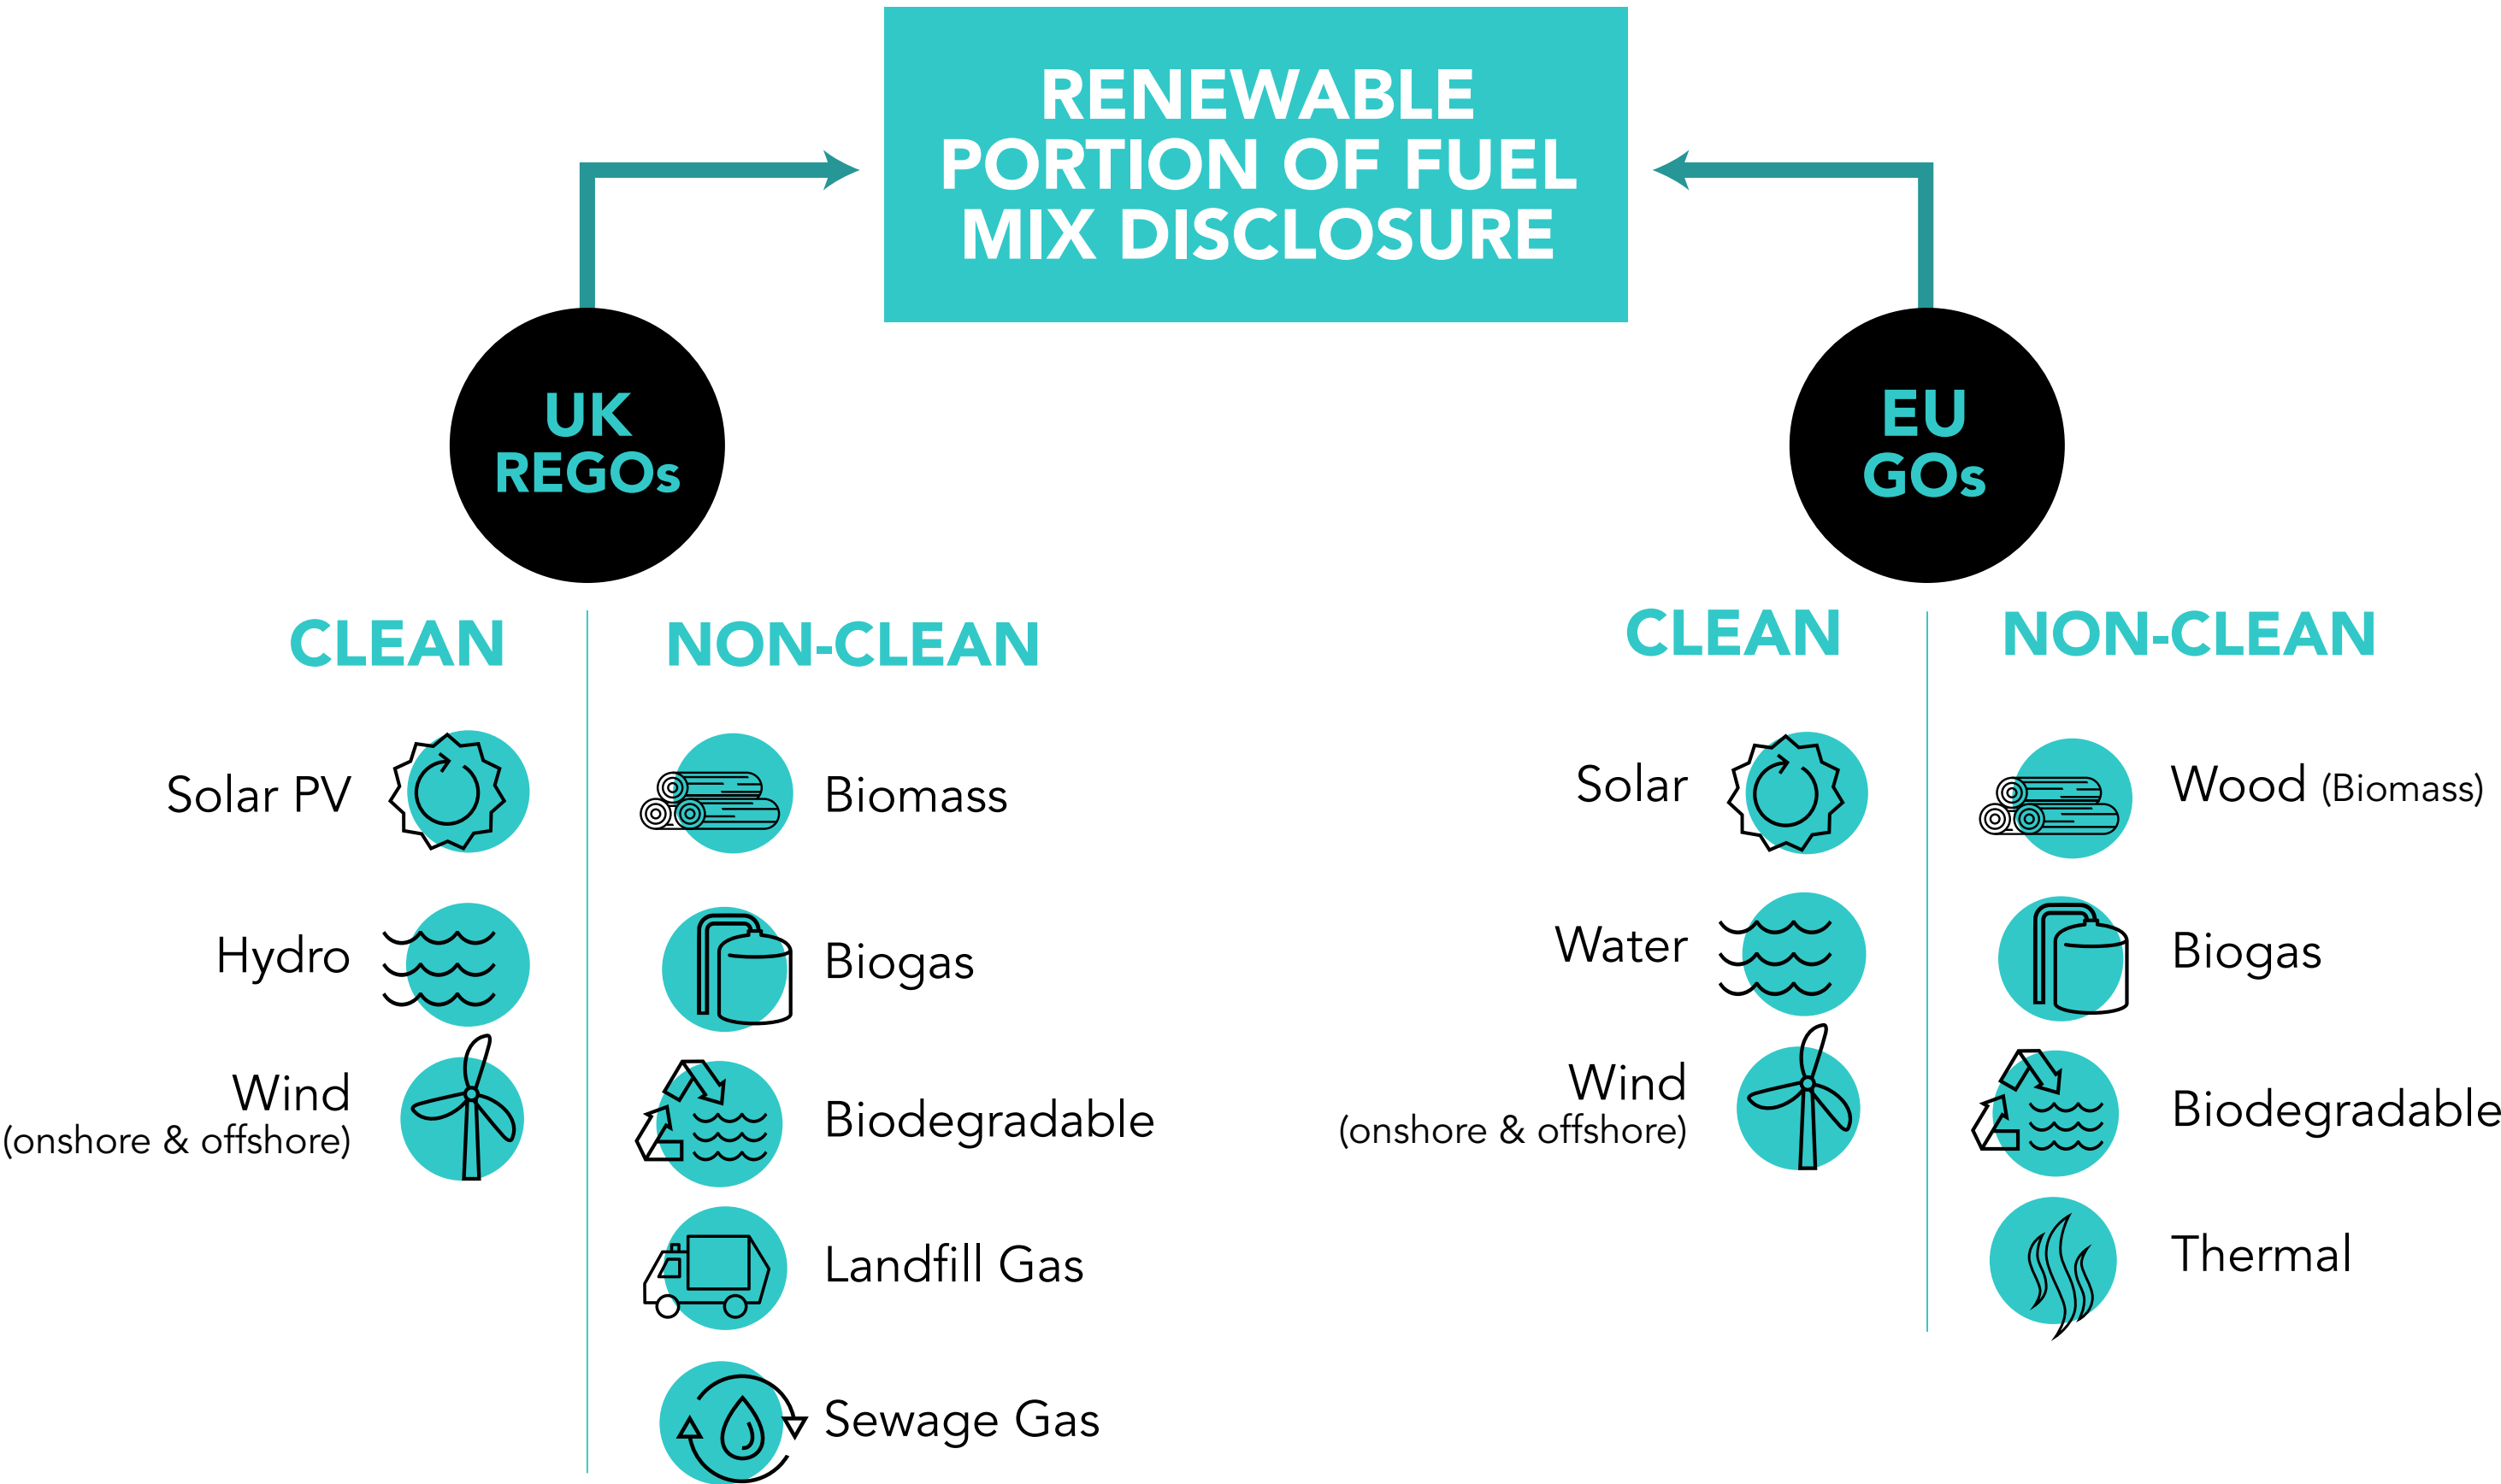 RENEWABLE
PORTION OF FUEL
MIX DISCLOSURE
UK
REGOs
CLEAN
NON-CLEAN
Solar PV
Hydro
Wind
(onshore & offshore)
Biomass
Biogas
Biodegradable
Landfill Gas
Sewage Gas
EU
GOs
CLEAN
NON-CLEAN
Solar
Water
Wind
(onshore & offshore)
Wood (Biomass)
Biogas
Biodegradable
Thermal